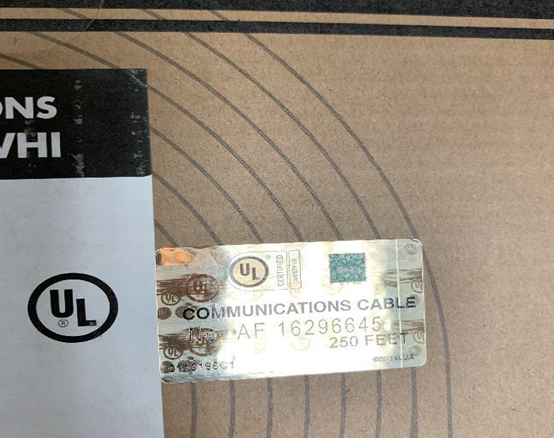 ONS
WHI
UL
UL
CERTIFIED
COMMUNICATIONS CABLE
AF 16296645
250 FEET